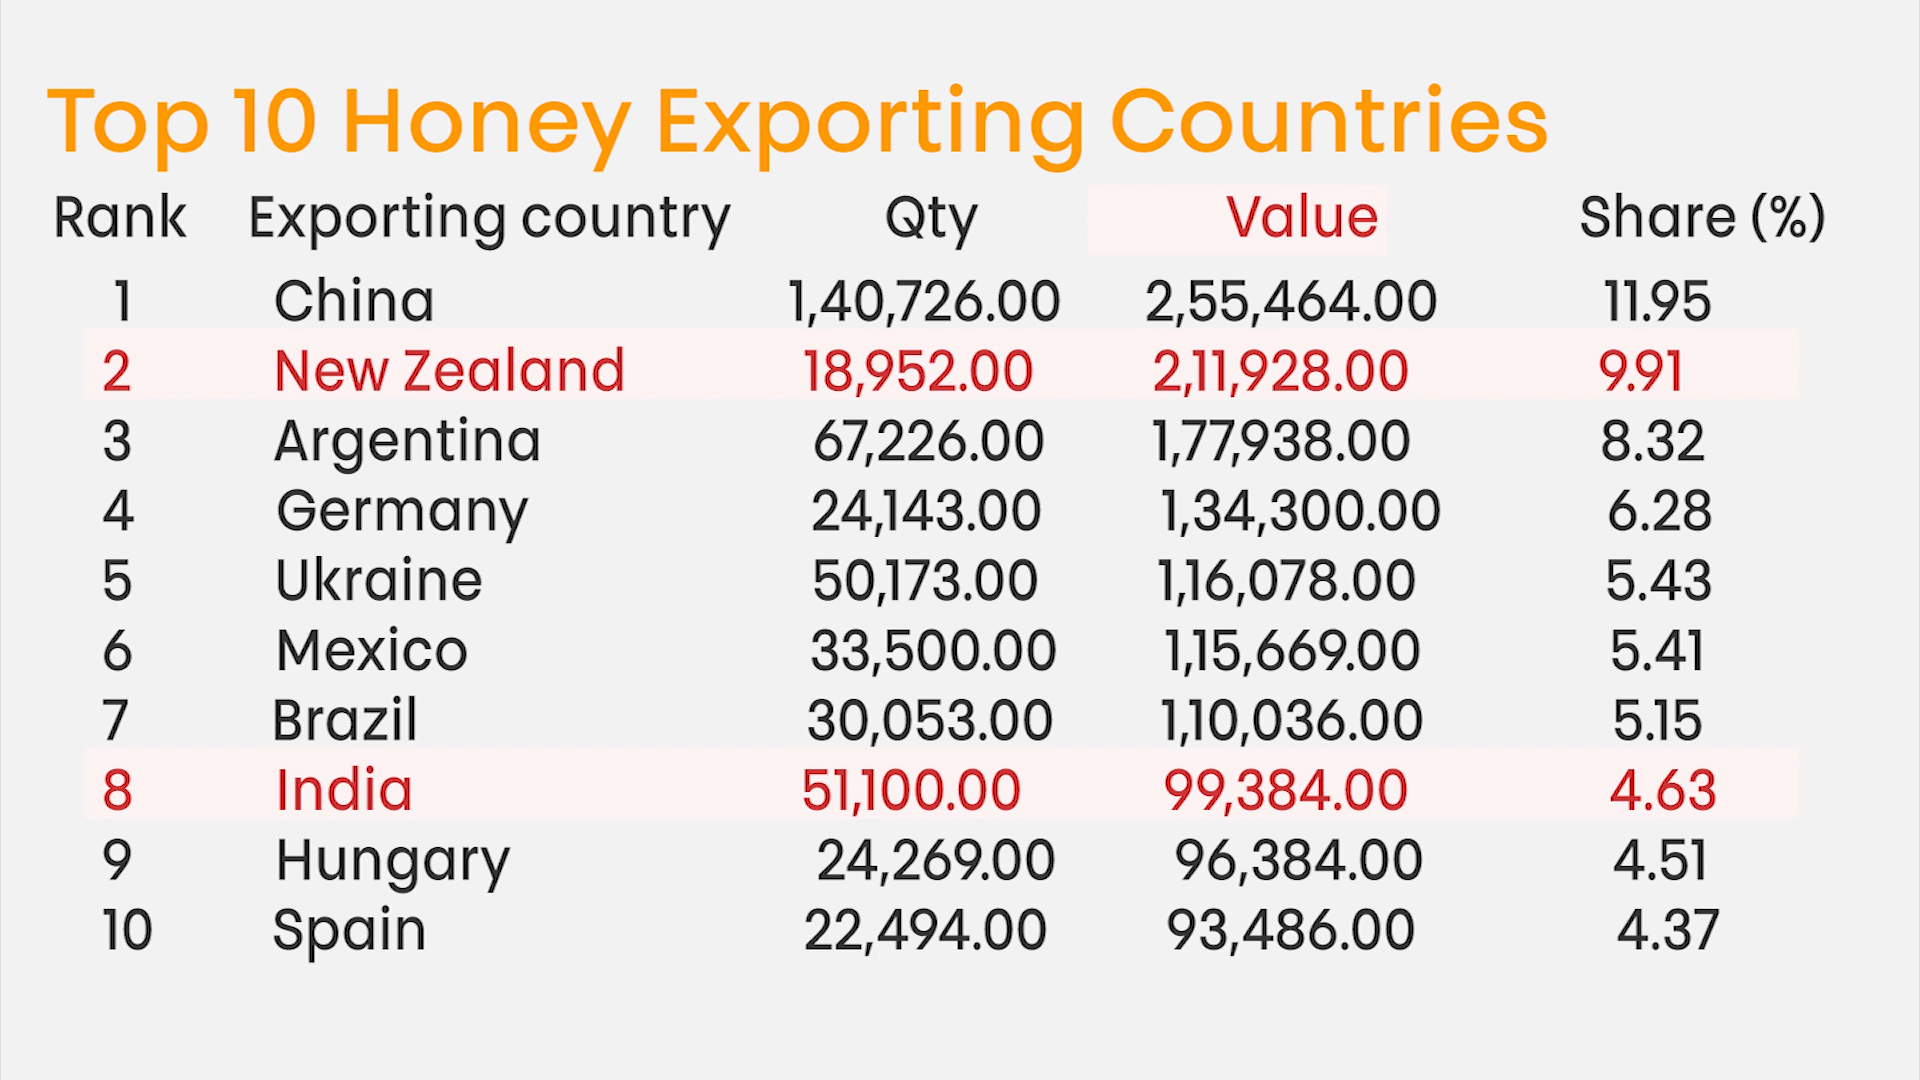 Top 10 Honey Exporting Countries
Rank Exporting country Qty Value Share (%)
1 China 1,40,726.00 2,55,464.00 11.95
2 New Zealand 18,952.00 2,11,928.00 9.91
3 Argentina 67,226.00 1,77,938.00 8.32
4 Germany 24,143.00 1,34,300.00 6.28
5 Ukraine 50,173.00 1,16,078.00 5.43
6 Mexico 33,500.00 1,15,669.00 5.41
7 Brazil 30,053.00 1,10,036.00 5.15
8 India 51,100.00 99,384.00 4.63
9 Hungary 24,269.00 96,384.00 4.51
10 Spain 22,494.00 93,486.00 4.37